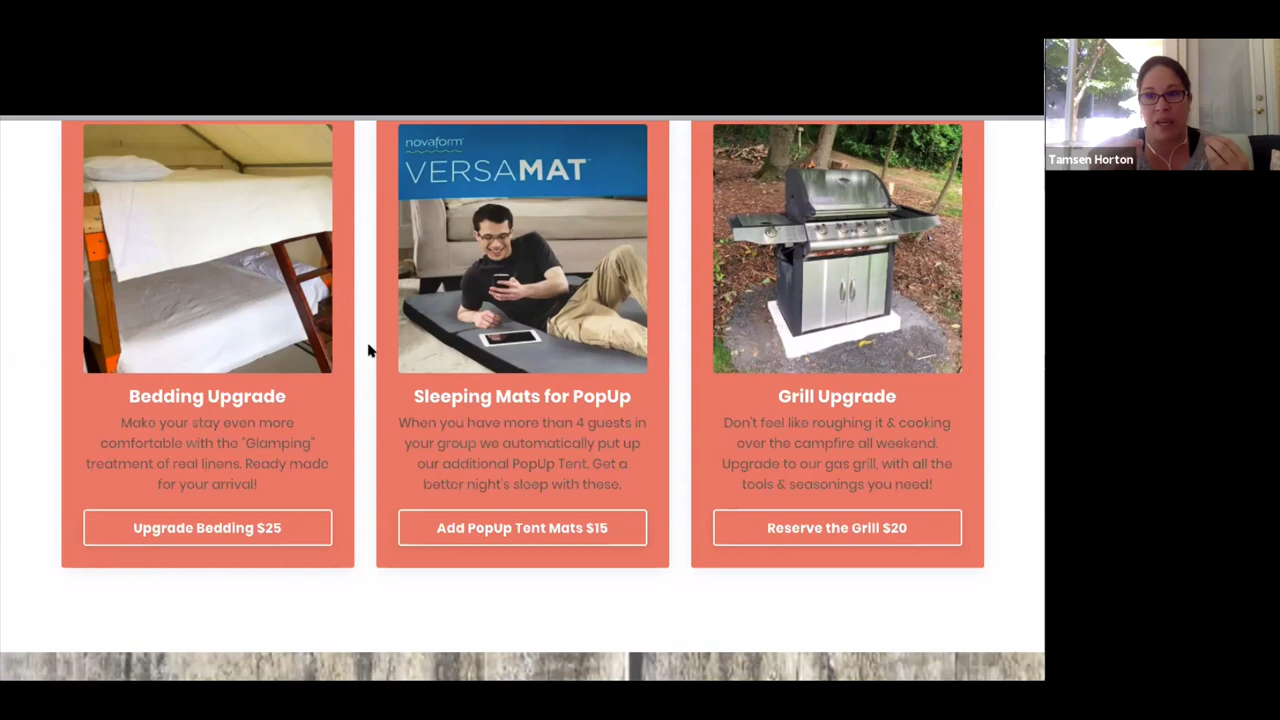 novaform
VERSAMAT
Tamsen Horton
Bedding Upgrade
Make your stay even more
comfortable with the "Glamping"
treatment of real linens. Ready made
for your arrival!
Upgrade Bedding $25
Sleeping Mats for PopUp
When you have more than 4 guests in
your group we automatically put up
our additional PopUp Tent. Get a
better night's sleep with these.
Add PopUp Tent Mats $15
Grill Upgrade
Don't feel like roughing it & cooking
over the campfire all weekend.
Upgrade to our gas grill, with all the
tools & seasonings you need!
Reserve the Grill $20